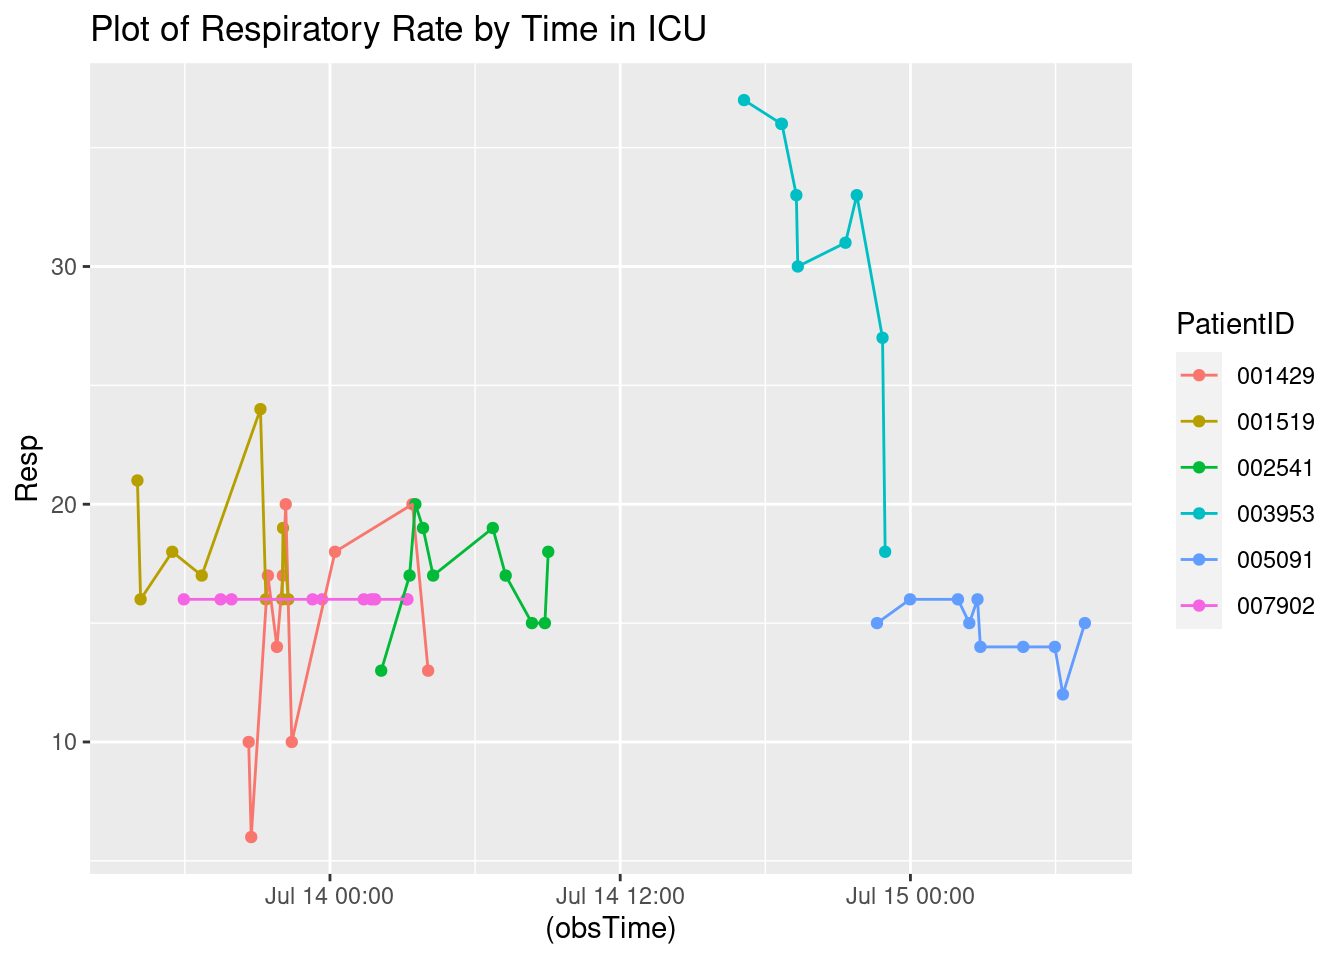 Plot of Respiratory Rate by Time in ICU
Resp
30
20
10
Jul 14 00:00
Jul 14 12:00
Jul 15 00:00
(obsTime)
PatientID
001429
001519
002541
003953
005091
007902